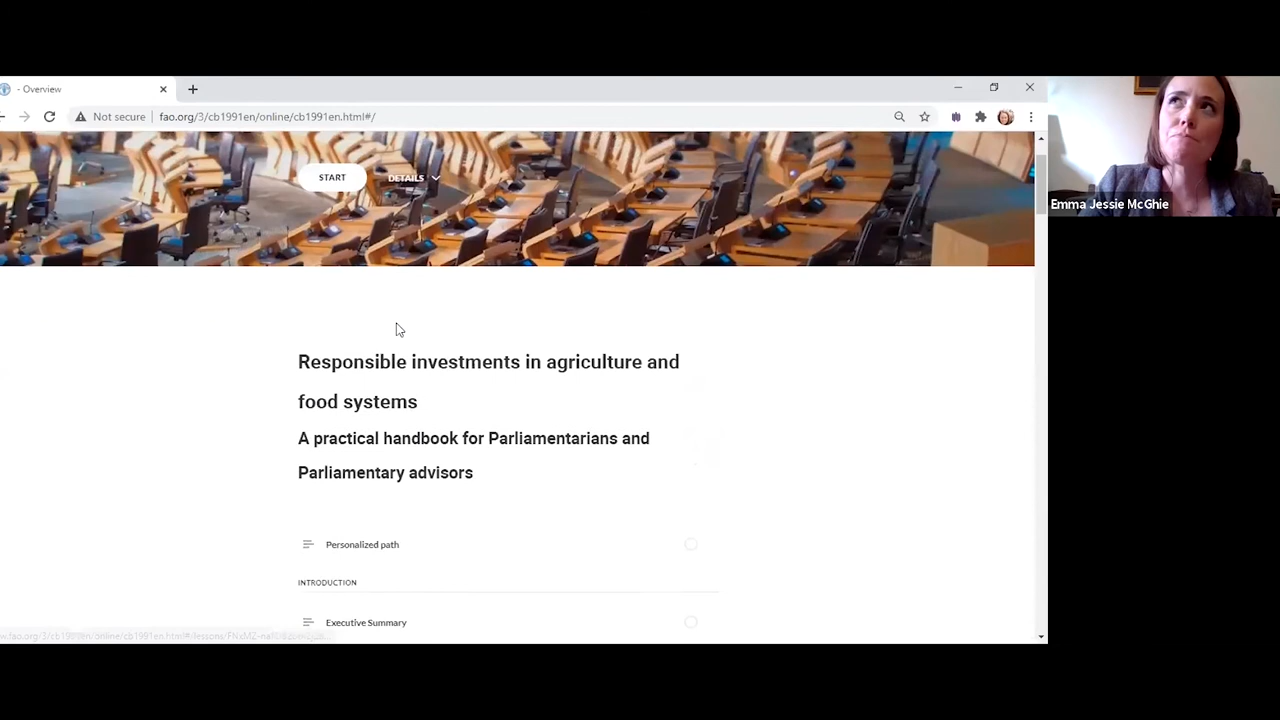 - Overview
Not secure
fao.org/3/cb1991en/online/cb1991en.html#/
START
DETAILS
Emma Jessie McGhie
Responsible investments in agriculture and
food systems
A practical handbook for Parliamentarians and
Parliamentary advisors
Personalized path
INTRODUCTION
Executive Summary